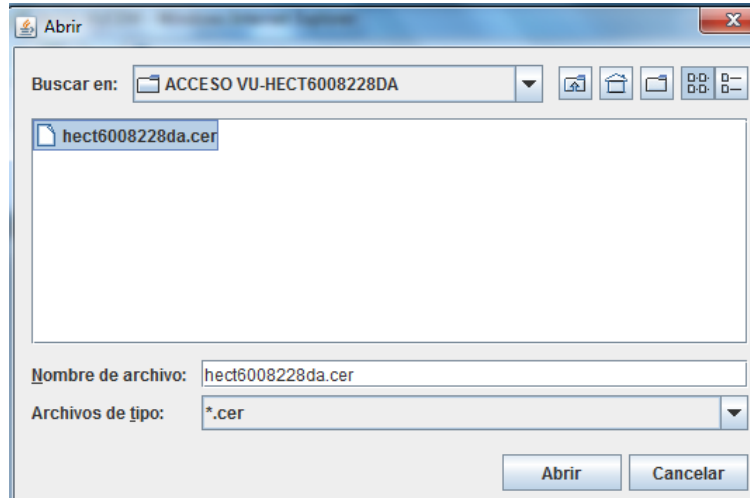 Abrir
Buscar en: ACCESO VU-HECT6008228DA
hect6008228da.cer
Nombre de archivo: hect6008228da.cer
Archivos de tipo: *.cer
Abrir Cancelar